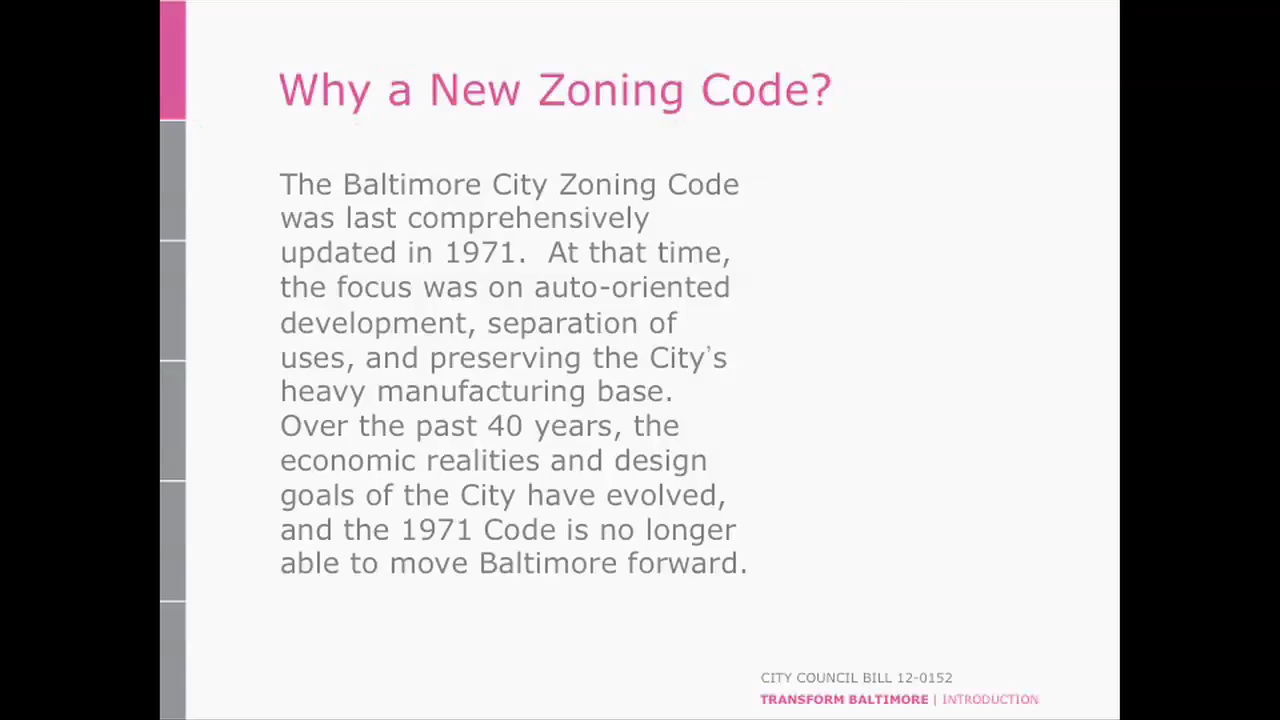 Why a New Zoning Code?
The Baltimore City Zoning Code
was last comprehensively
updated in 1971.  At that time,
the focus was on auto-oriented
development, separation of
uses, and preserving the City’s
heavy manufacturing base.
Over the past 40 years, the
economic realities and design
goals of the City have evolved,
and the 1971 Code is no longer
able to move Baltimore forward.
CITY COUNCIL BILL 12-0152
TRANSFORM BALTIMORE | INTRODUCTION